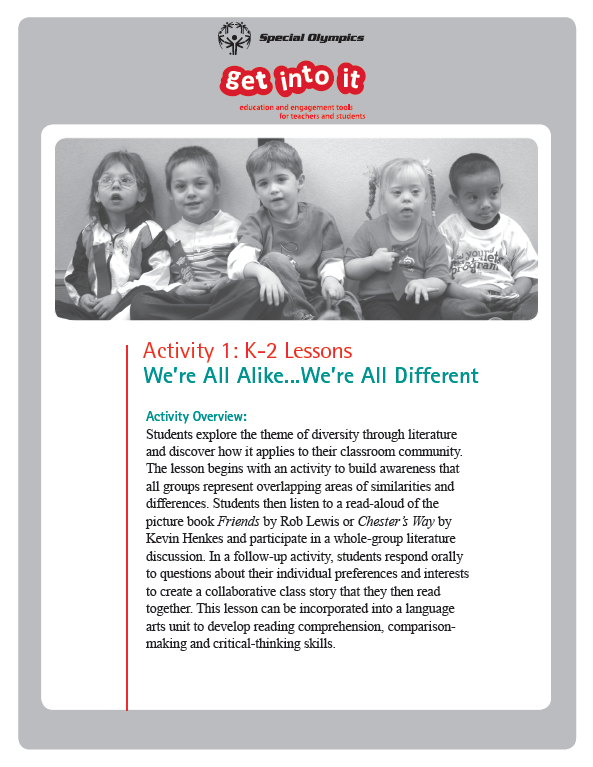 Special Olympics
get into it
education and engagement tools
for teachers and students
Activity 1: K-2 Lessons
We're All Alike...We're All Different
Activity Overview:
Students explore the theme of diversity through literature
and discover how it applies to their classroom community.
The lesson begins with an activity to build awareness that
all groups represent overlapping areas of similarities and
differences. Students then listen to a read-aloud of the
picture book Friends by Rob Lewis or Chester's Way by
Kevin Henkes and participate in a whole-group literature
discussion. In a follow-up activity, students respond orally
to questions about their individual preferences and interests
to create a collaborative class story that they then read
together. This lesson can be incorporated into a language
arts unit to develop reading comprehension, comparison-
making and critical-thinking skills.